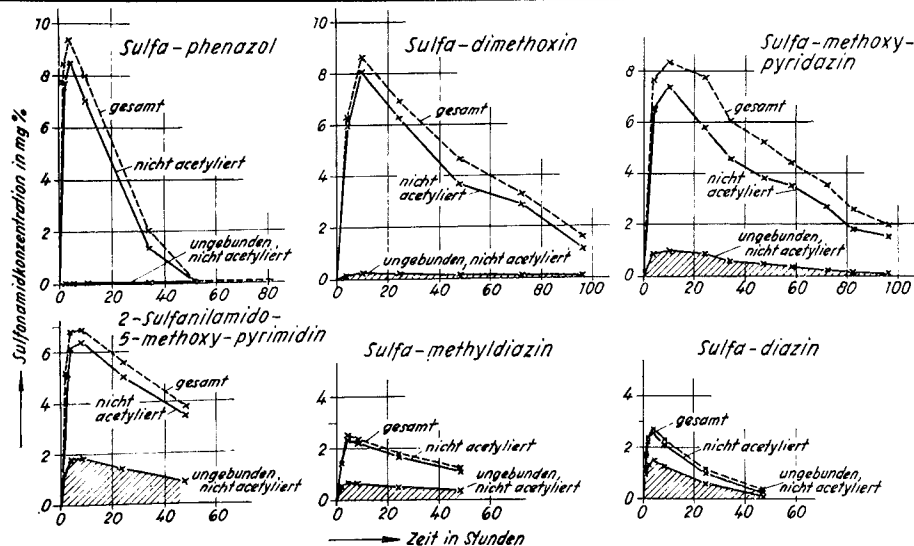 Sulfonamidkonzentration in mg%
10
8
6
4
2
0
Sulfa-phenazol
gesamt
nicht acetyliert
ungebunden,
nicht acetyliert
0 20 40 60 80
10
8
6
4
2
0
Sulfa-dimethoxin
gesamt
nicht
acetyliert
ungebunden, nicht acetyliert
0 20 40 60 80 100
8
6
4
2
0
Sulfa-methoxy-
pyridazin
gesamt
nicht
acetyliert
ungebunden,
nicht acetyliert
0 20 40 60 80 100
6
4
2
0
2-Sulfanilamido-
5-methoxy-pyrimidin
gesamt
nicht
acetyliert
ungebunden,
nicht acetyliert
0 20 40 60
4
2
0
Sulfa-methyldiazin
gesamt
nicht acetyliert
ungebunden,
nicht acetyliert
0 20 40 60
4
2
0
Sulfa-diazin
gesamt
nicht acetyliert
ungebunden,
nicht acetyliert
0 20 40 60
Zeit in Stunden